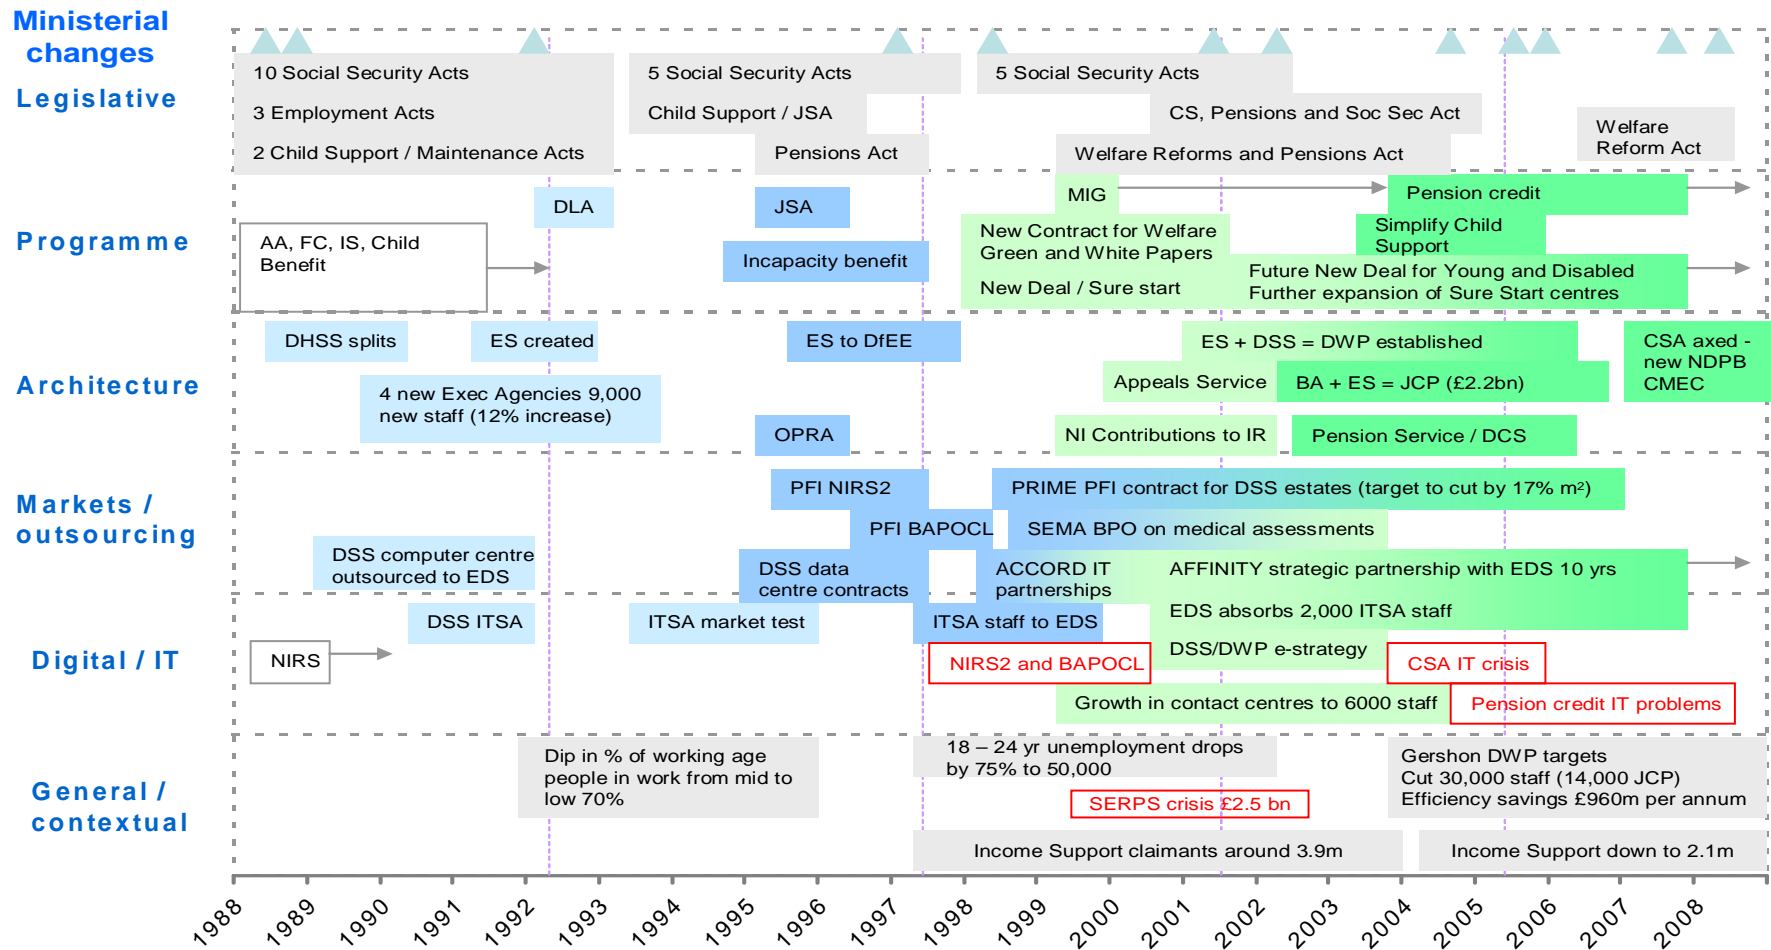 Ministerial
changes
Legislative
10 Social Security Acts
3 Employment Acts
2 Child Support / Maintenance Acts
5 Social Security Acts
Child Support / JSA
Pensions Act
5 Social Security Acts
CS, Pensions and Soc Sec Act
Welfare Reforms and Pensions Act
Welfare
Reform Act
Programme
AA, FC, IS, Child
Benefit
DLA
JSA
Incapacity benefit
MIG
Pension credit
New Contract for Welfare
Green and White Papers
New Deal / Sure start
Simplify Child
Support
Future New Deal for Young and Disabled
Further expansion of Sure Start centres
Architecture
DHSS splits
ES created
4 new Exec Agencies 9,000
new staff (12% increase)
ES to DfEE
OPRA
ES + DSS = DWP established
Appeals Service
BA + ES = JCP (£2.2bn)
NI Contributions to IR
Pension Service / DCS
CSA axed -
new NDPB
CMEC
Markets /
outsourcing
DSS computer centre
outsourced to EDS
PFI NIRS2
PFI BAPOCL
DSS data
centre contracts
PRIME PFI contract for DSS estates (target to cut by 17% m²)
SEMA BPO on medical assessments
ACCORD IT
partnerships
AFFINITY strategic partnership with EDS 10 yrs
EDS absorbs 2,000 ITSA staff
Digital / IT
NIRS
DSS ITSA
ITSA market test
ITSA staff to EDS
NIRS2 and BAPOCL
DSS/DWP e-strategy
CSA IT crisis
Growth in contact centres to 6000 staff
Pension credit IT problems
General /
contextual
Dip in % of working age
people in work from mid to
low 70%
18 – 24 yr unemployment drops
by 75% to 50,000
SERPS crisis £2.5 bn
Gershon DWP targets
Cut 30,000 staff (14,000 JCP)
Efficiency savings £960m per annum
Income Support claimants around 3.9m
Income Support down to 2.1m
1988
1989
1990
1991
1992
1993
1994
1995
1996
1997
1998
1999
2000
2001
2002
2003
2004
2005
2006
2007
2008